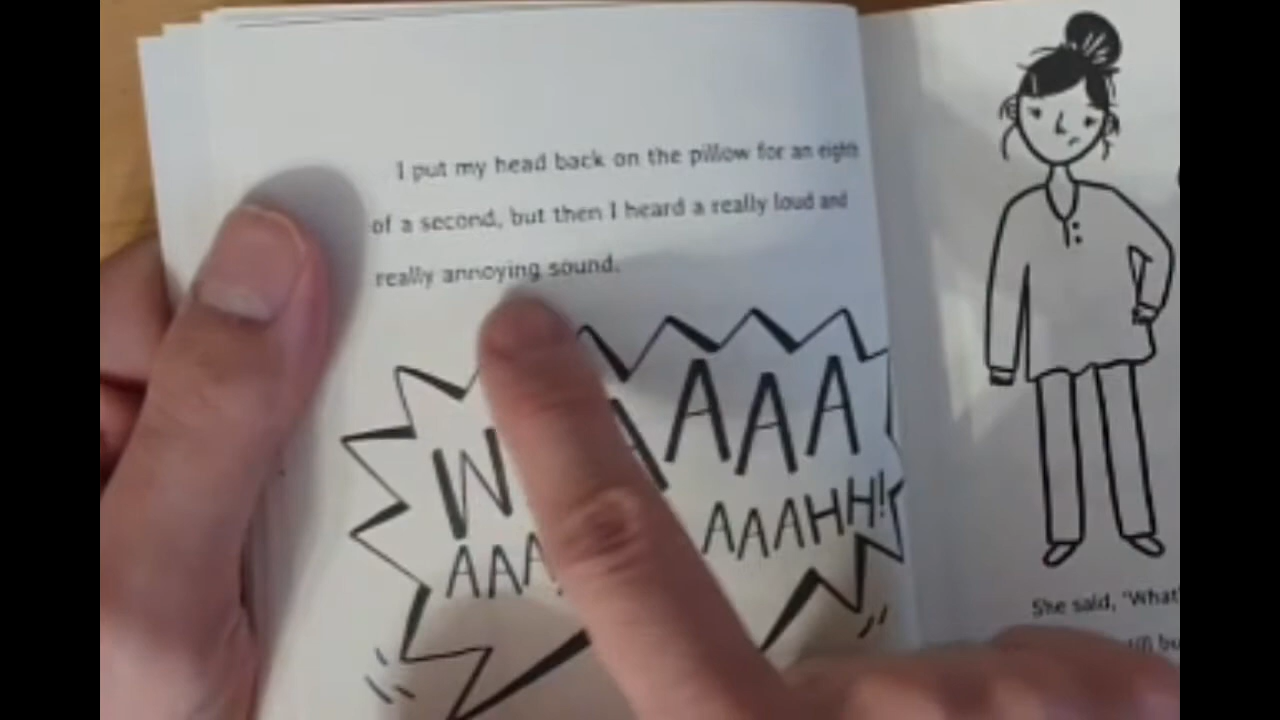 I put my head back on the pillow for an eighth
of a second, but then I heard a really loud and
really annoying sound.
AAAHH!
She said, 'What'